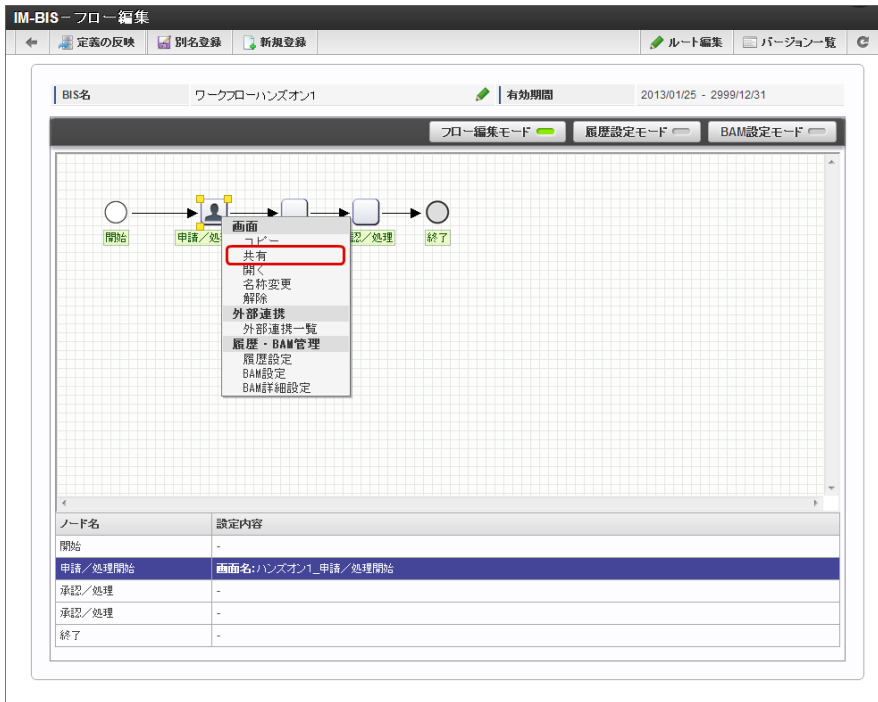 IM-BIS－フロー編集
定義の反映 別名登録 新規登録 ルート編集 バージョン一覧
BIS名 ワークフローハンズオン1 有効期間 2013/01/25 - 2999/12/31
フロー編集モード 履歴設定モード BAM設定モード
開始 申請／処 認／処理 終了
画面
コピー
共有
開く
名称変更
解除
外部連携
外部連携一覧
履歴・BAM管理
履歴設定
BAM設定
BAM詳細設定
ノード名 設定内容
開始 -
申請／処理開始 画面名:ハンズオン1_申請／処理開始
承認／処理 -
承認／処理 -
終了 -